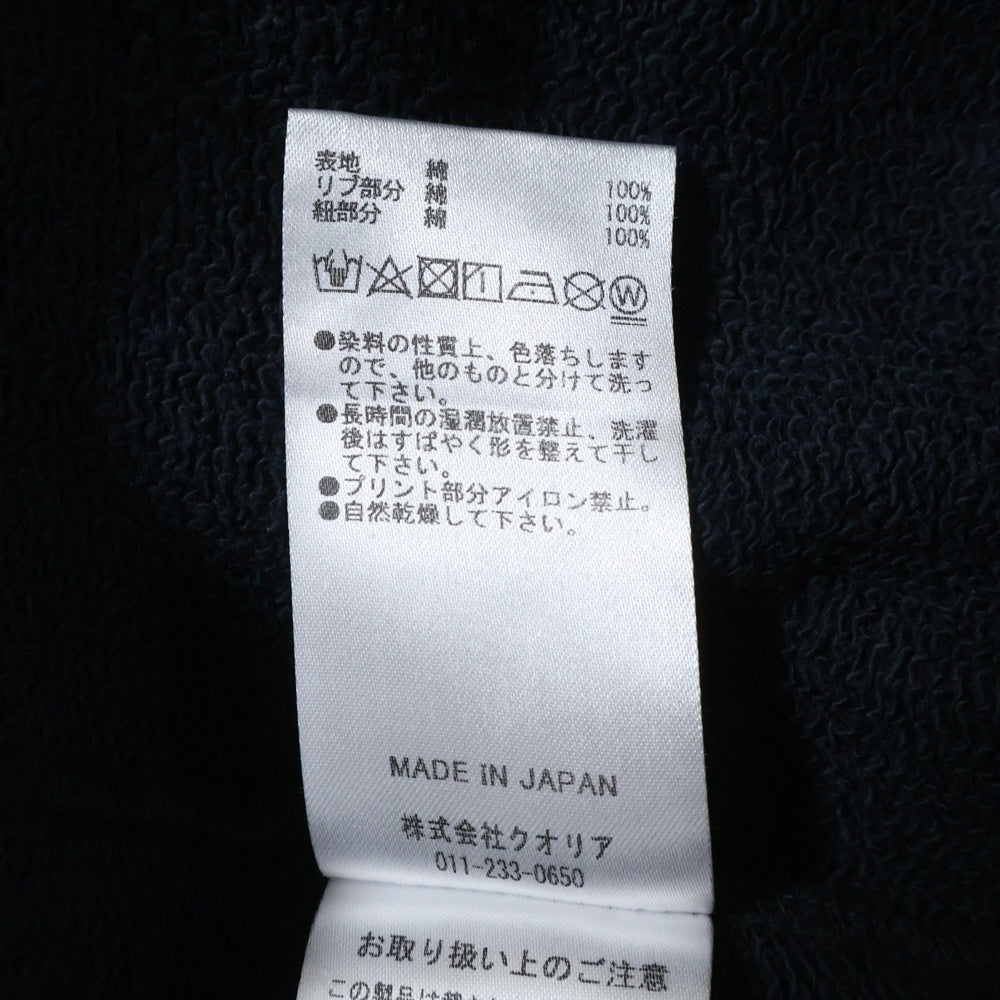 表地 綿 100%
リブ部分 綿 100%
紐部分 綿 100%
W
●染料の性質上、色落ちします
ので、他のものと分けて洗っ
て下さい。
●長時間の湿潤放置禁止、洗濯
後はすばやく形を整えて干し
て下さい。
●プリント部分アイロン禁止。
●自然乾燥して下さい。
MADE IN JAPAN
株式会社クオリア
011-233-0650
お取り扱い上のご注意
この製品は